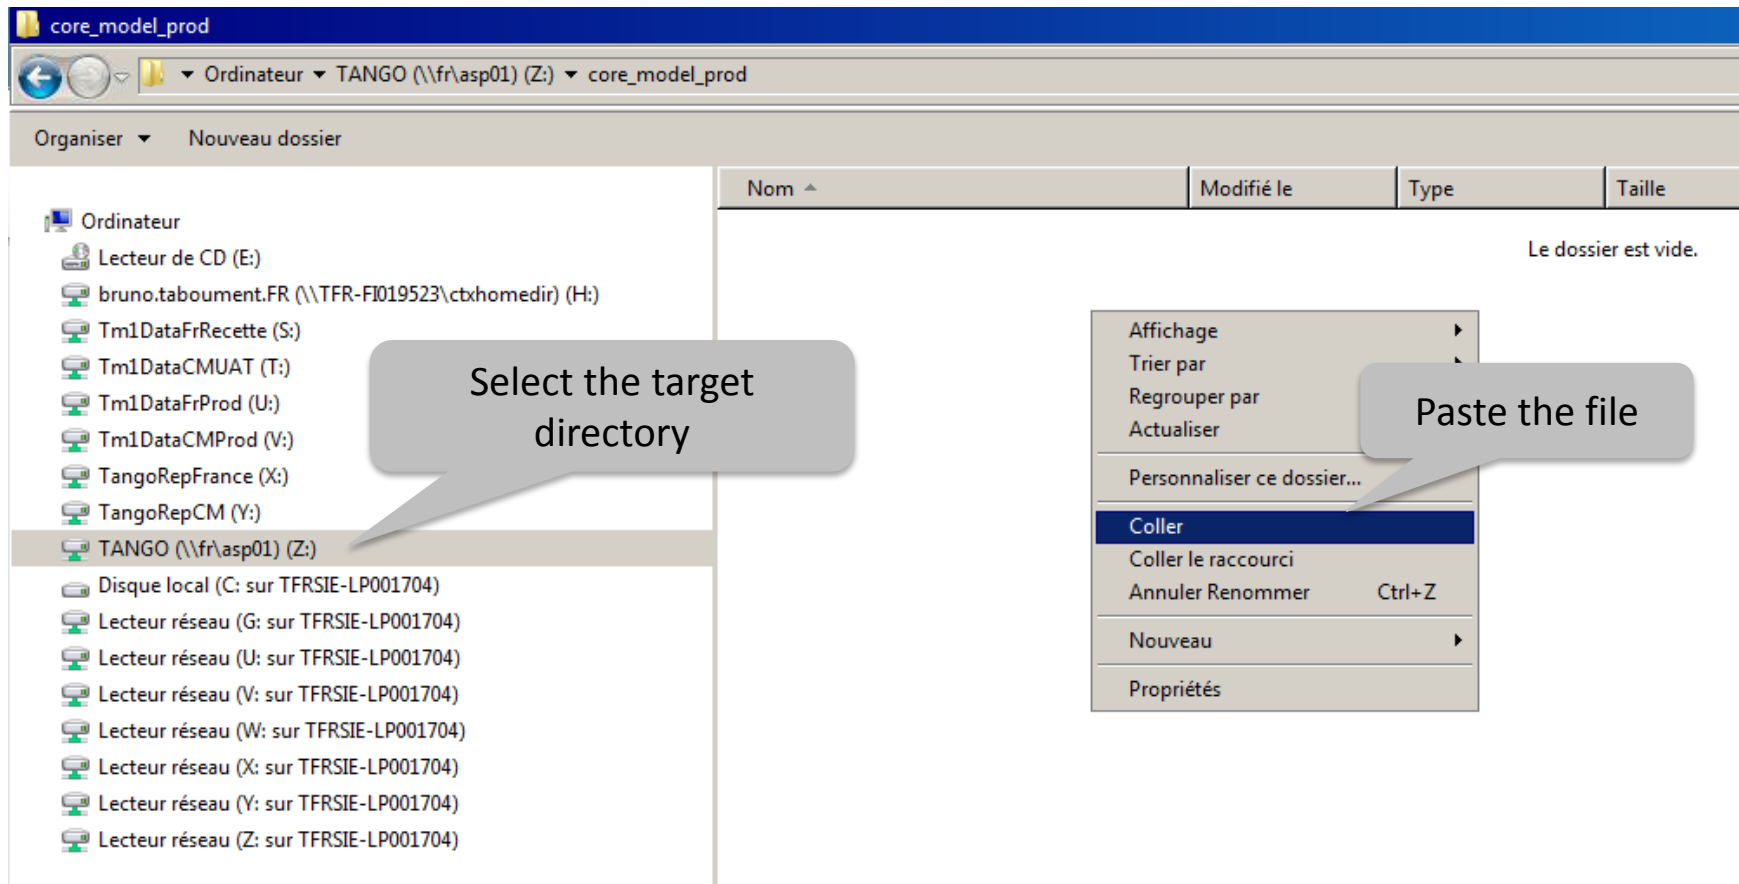 core_model_prod
Ordinateur TANGO (\\fr\asp01) (Z:) core_model_prod
Organiser Nouveau dossier
Nom Modifié le Type Taille
Le dossier est vide.
Ordinateur
Lecteur de CD (E:)
bruno.taboument.FR (\\TFR-FI019523\ctxhomedir) (H:)
Tm1DataFrRecette (S:)
Tm1DataCMUAT (T:)
Tm1DataFrProd (U:)
Tm1DataCMProd (V:)
TangoRepFrance (X:)
TangoRepCM (Y:)
TANGO (\\fr\asp01) (Z:)
Disque local (C: sur TFRSIE-LP001704)
Lecteur réseau (G: sur TFRSIE-LP001704)
Lecteur réseau (U: sur TFRSIE-LP001704)
Lecteur réseau (V: sur TFRSIE-LP001704)
Lecteur réseau (W: sur TFRSIE-LP001704)
Lecteur réseau (X: sur TFRSIE-LP001704)
Lecteur réseau (Y: sur TFRSIE-LP001704)
Lecteur réseau (Z: sur TFRSIE-LP001704)
Select the target
directory
Affichage
Trier par
Regrouper par
Actualiser
Personnaliser ce dossier...
Coller
Coller le raccourci
Annuler Renommer Ctrl+Z
Nouveau
Propriétés
Paste the file